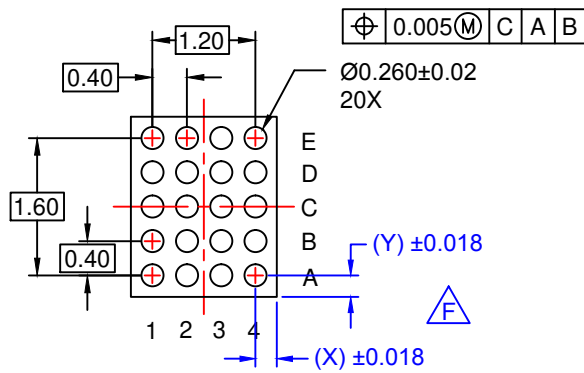 1.20
⌖ 0.005Ⓜ C A B
0.40
Ø0.260±0.02
20X
E
D
1.60
C
B
0.40
(Y) ±0.018
A
F
1 2 3 4
(X) ±0.018